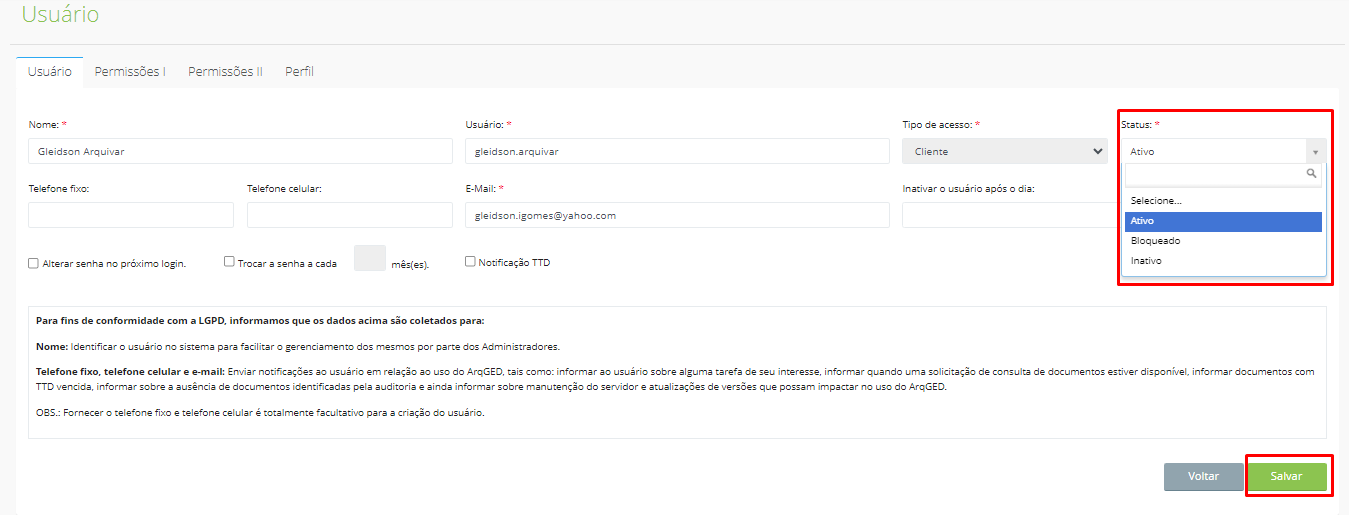 Usuário
Usuário Permissões I Permissões II Perfil
Nome: * Usuário: * Tipo de acesso: * Status: *
Gleidson Arquivar gleidson.arquivar Cliente Ativo
Telefone fixo: Telefone celular: E-Mail: * Inativar o usuário após o dia:
Selecione...
gleidson.igomes@yahoo.com
Ativo
Bloqueado
Inativo
Alterar senha no próximo login. Trocar a senha a cada mês(es). Notificação TTD
Para fins de conformidade com a LGPD, informamos que os dados acima são coletados para:
Nome: Identificar o usuário no sistema para facilitar o gerenciamento dos mesmos por parte dos Administradores.
Telefone fixo, telefone celular e e-mail: Enviar notificações ao usuário em relação ao uso do ArqGED, tais como: informar ao usuário sobre alguma tarefa de seu interesse, informar quando uma solicitação de consulta de documentos estiver disponível, informar documentos com
TTD vencida, informar sobre a ausência de documentos identificadas pela auditoria e ainda informar sobre manutenção do servidor e atualizações de versões que possam impactar no uso do ArqGED.
OBS.: Fornecer o telefone fixo e telefone celular é totalmente facultativo para a criação do usuário.
Voltar Salvar